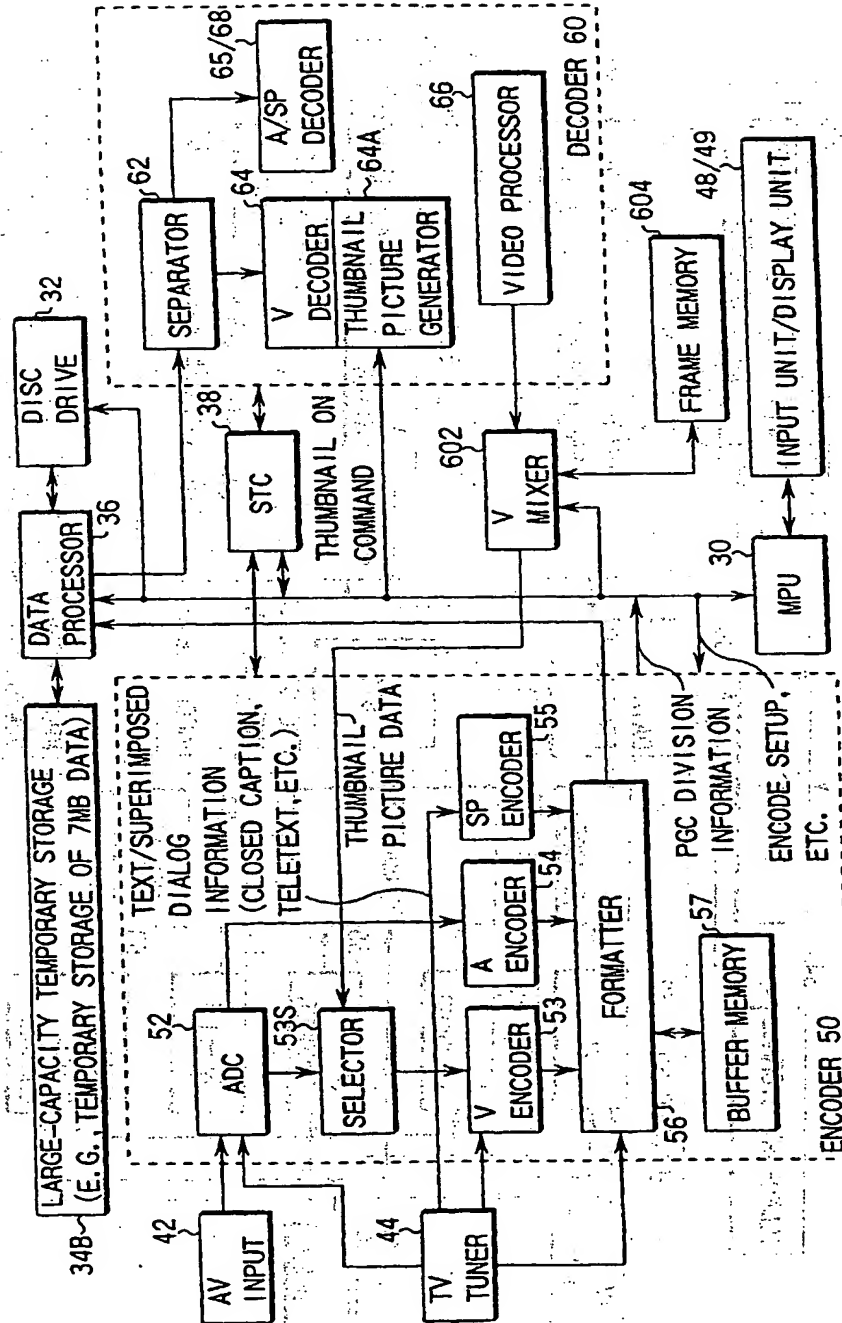 LARGE-CAPACITY TEMPORARY STORAGE
(E.G., TEMPORARY STORAGE OF 7MB DATA)
34B
DATA
PROCESSOR
36
DISC
DRIVE
32
42
AV
INPUT
44
TV
TUNER
52
ADC
53S
SELECTOR
TEXT/SUPERIMPOSED
DIALOG
INFORMATION
(CLOSED CAPTION,
TELETEXT, ETC.)
THUMBNAIL
PICTURE DATA
V
ENCODER
53
A
ENCODER
54
SP
ENCODER
55
FORMATTER
56
BUFFER MEMORY
57
ENCODER 50
PGC DIVISION
INFORMATION
ENCODE SETUP,
ETC.
STC
38
THUMBNAIL ON
COMMAND
SEPARATOR
62
V
DECODER
64
THUMBNAIL
PICTURE
GENERATOR
64A
A/SP
DECODER
65/68
VIDEO PROCESSOR
66
DECODER 60
V
MIXER
602
FRAME MEMORY
604
MPU
30
INPUT UNIT/DISPLAY UNIT
48/49